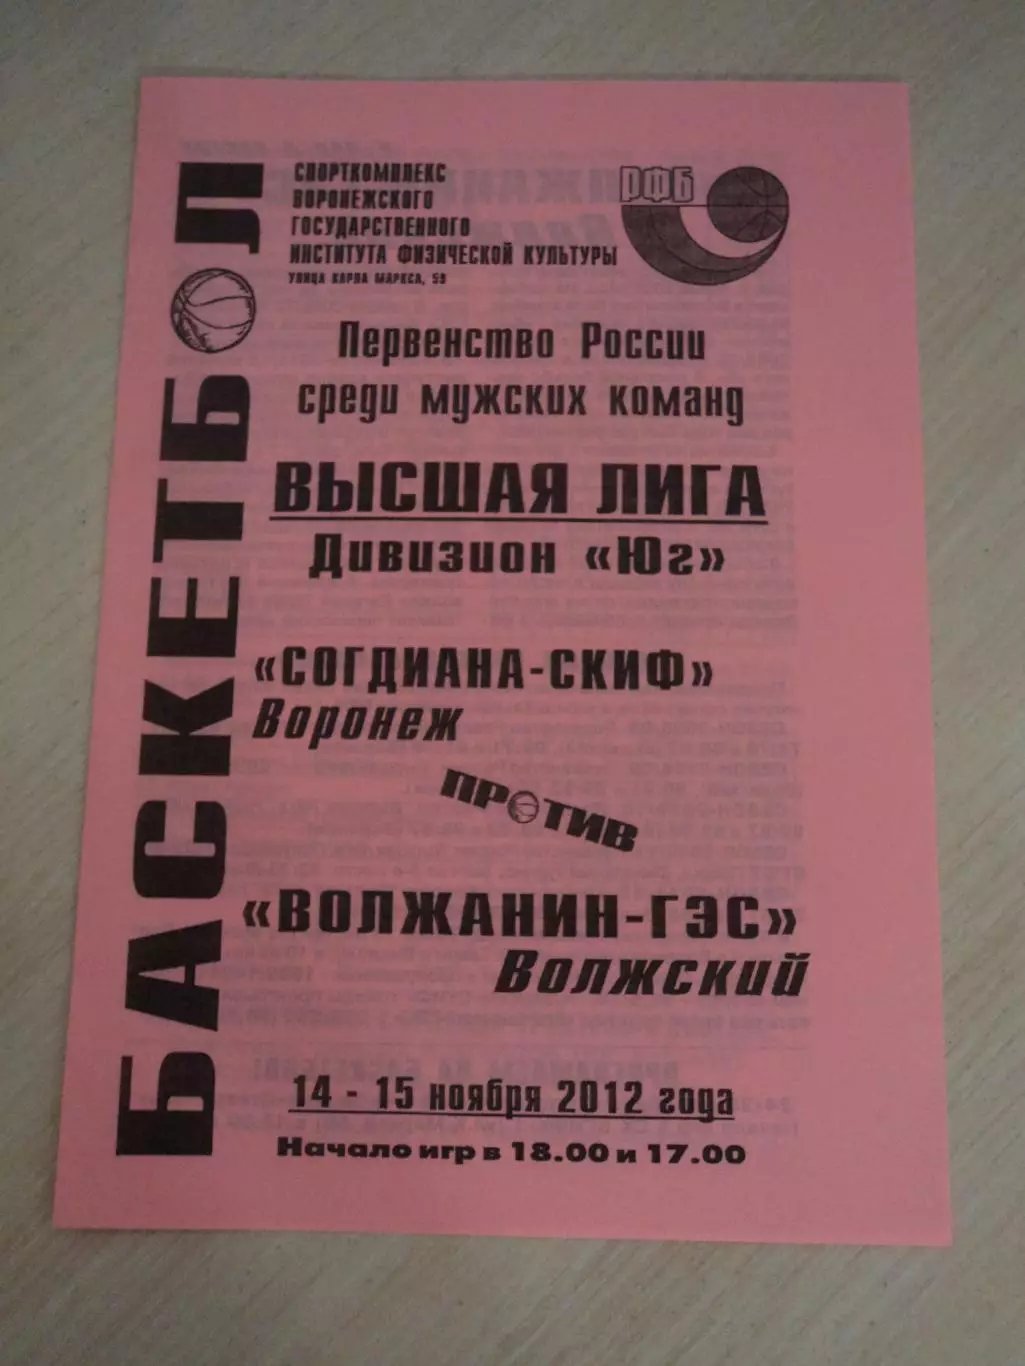 БАСКЕТБОЛ
СПОРТКОМПЛЕКС
ВОРОНЕЖСКОГО
ГОСУДАРСТВЕННОГО
ИНСТИТУТА ФИЗИЧЕСКОЙ КУЛЬТУРЫ
УЛИЦА КАРЛА МАРКСА, 59
РФБ
Первенство России
среди мужских команд
ВЫСШАЯ ЛИГА
Дивизион «Юг»
«СОГДИАНА-СКИФ»
Воронеж
ПРОТИВ
«ВОЛЖАНИН-ГЭС»
Волжский
14 - 15 ноября 2012 года
Начало игр в 18.00 и 17.00